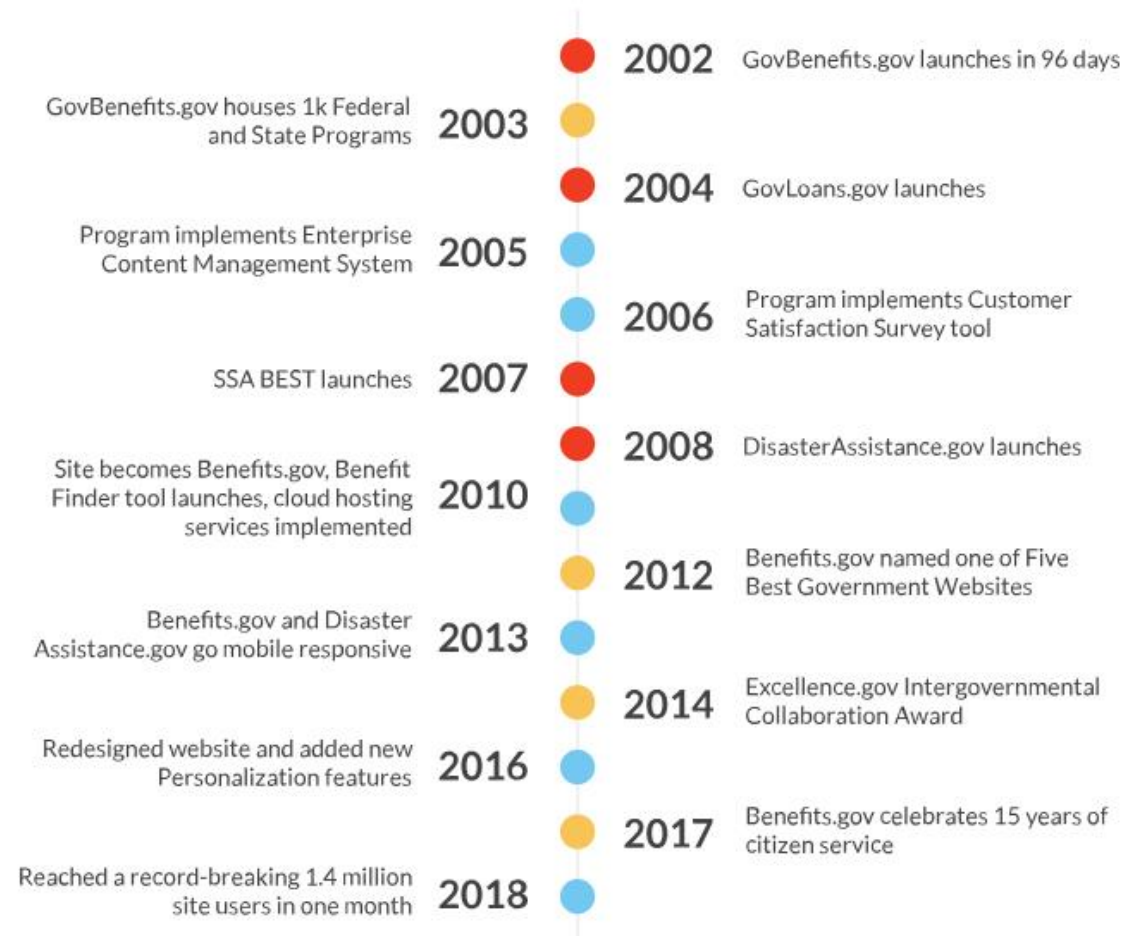 2002 GovBenefits.gov launches in 96 days
GovBenefits.gov houses 1k Federal
and State Programs
2003
2004 GovLoans.gov launches
Program implements Enterprise
Content Management System
2005
2006
Program implements Customer
Satisfaction Survey tool
SSA BEST launches 2007
2008 DisasterAssistance.gov launches
Site becomes Benefits.gov, Benefit
Finder tool launches, cloud hosting
services implemented
2010
2012
Benefits.gov named one of Five
Best Government Websites
Benefits.gov and Disaster
Assistance.gov go mobile responsive
2013
2014
Excellence.gov Intergovernmental
Collaboration Award
Redesigned website and added new
Personalization features
2016
2017
Benefits.gov celebrates 15 years of
citizen service
Reached a record-breaking 1.4 million
site users in one month
2018